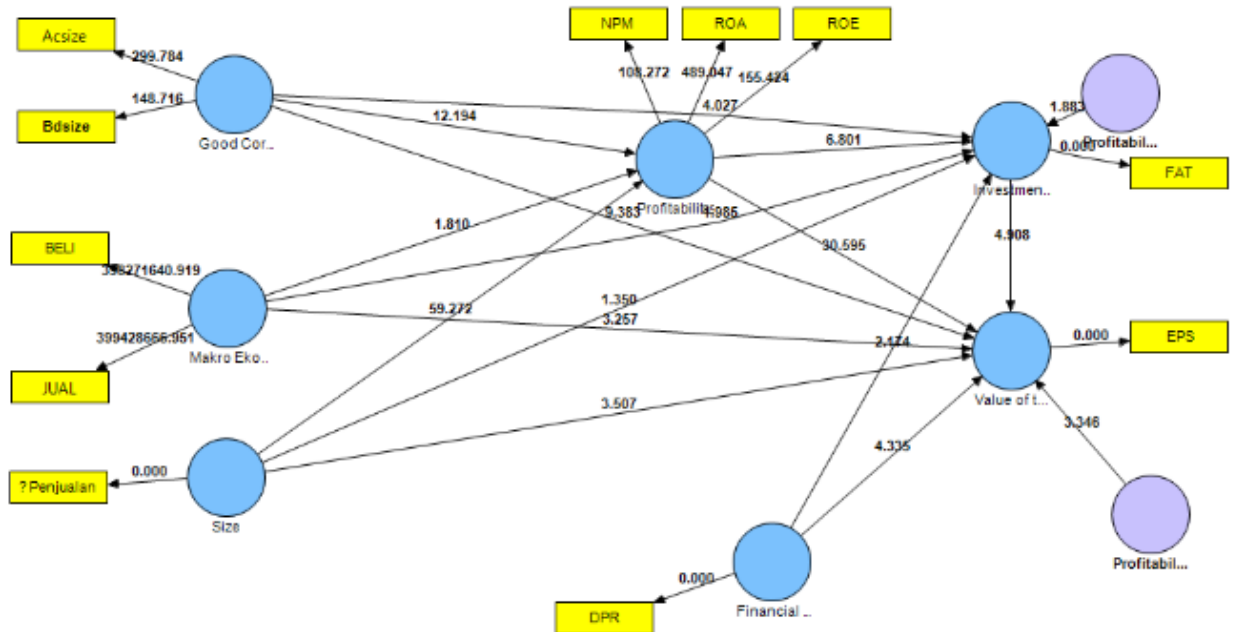 NPM
ROA
ROE
Acsize
299.784
108.272
489.047
155.424
148.716
4.027
1.883
Bdsize
12.194
Good Cor..
6.801
0.000
Profitabil...
Investmen..
FAT
Profitabilitas
BELI
1.810
9.383
1.985
4.908
30.595
271640.919
59.272
1.350
3.257
0.000
EPS
399428666.951
Makro Eko..
2.174
JUAL
Value of t...
3.507
3.346
4.335
0.000
? Penjualan
Size
0.000
Profitabil...
DPR
Financial ...